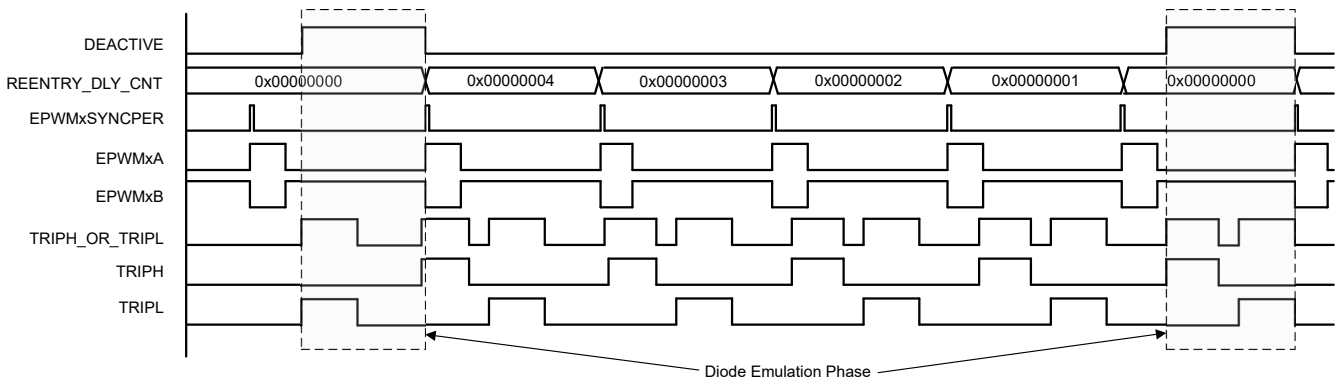 DEACTIVE
REENTRY_DLY_CNT 0x00000000 0x00000004 0x00000003 0x00000002 0x00000001 0x00000000
EPWMxSYNCPER
EPWMxA
EPWMxB
TRIPH_OR_TRIPL
TRIPH
TRIPL
Diode Emulation Phase